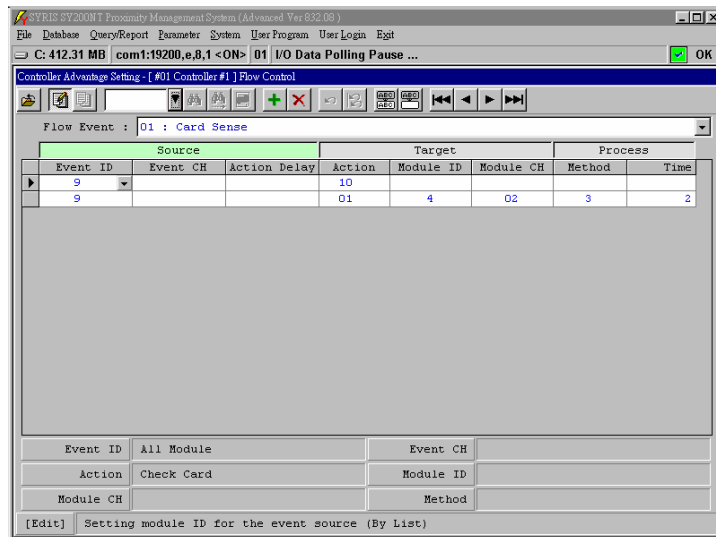 SYRIS SY200NT Proximity Management System (Advanced Ver 832.08 )
File Database Query/Report Parameter System User Program User Login Exit
C: 412.31 MB com1:19200,e,8,1 <ON> 01 I/O Data Polling Pause ... OK
Controller Advantage Setting - [ #01 Controller #1 ] Flow Control
ABC ABC ABC
Flow Event : 01 : Card Sense
Source Target Process
Event ID Event CH Action Delay Action Module ID Module CH Method Time
9 10
9 01 4 02 3 2
Event ID All Module Event CH
Action Check Card Module ID
Module CH Method
[Edit] Setting module ID for the event source (By List)